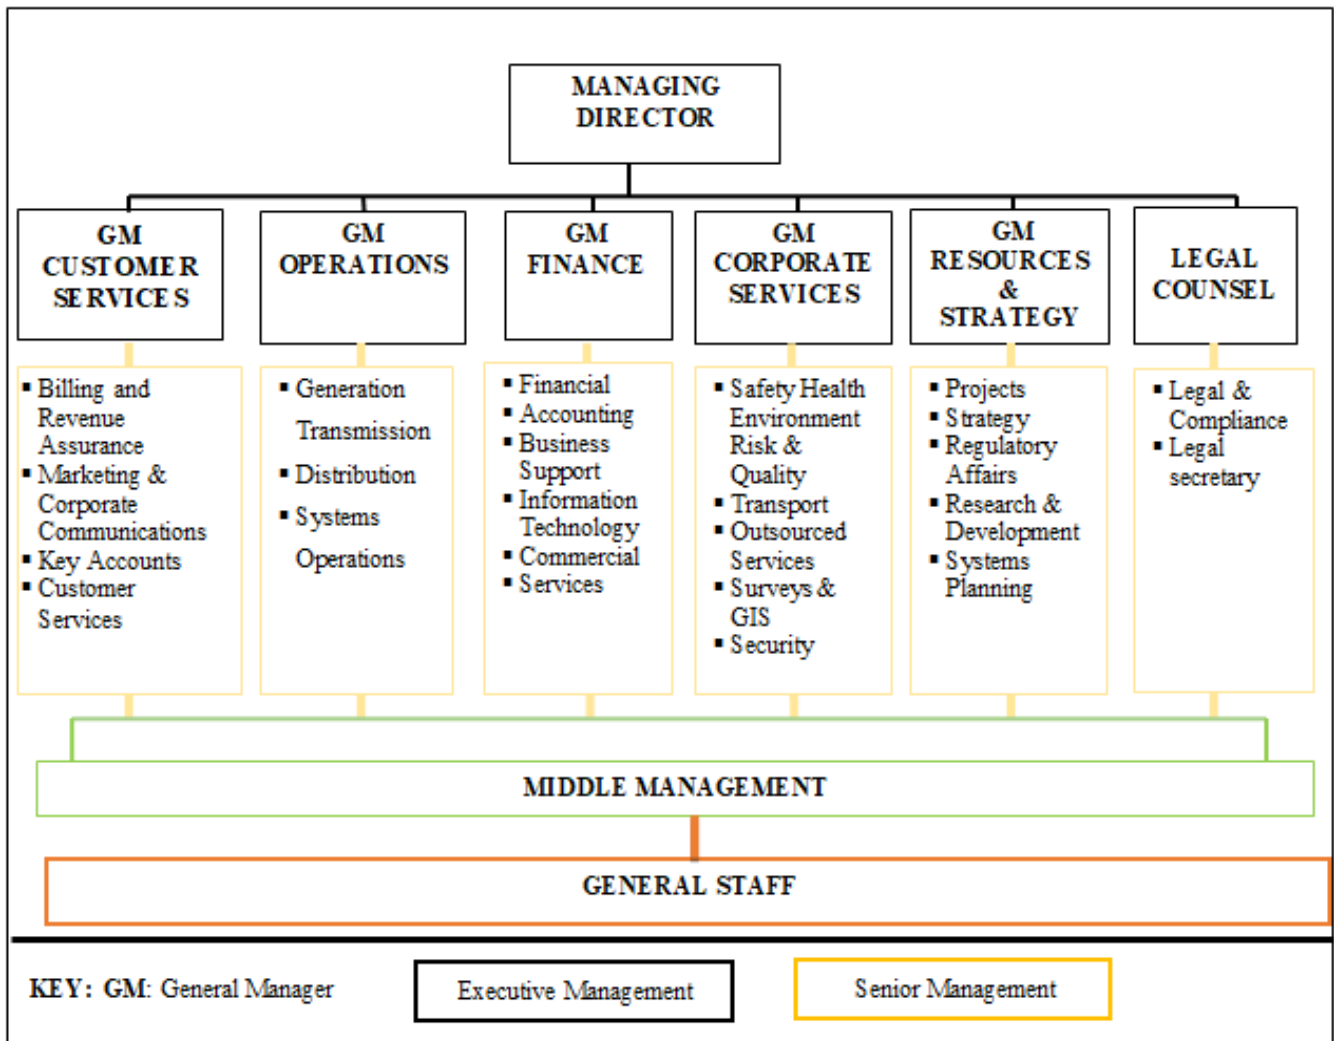 MANAGING
DIRECTOR
GM
CUSTOMER
SERVICES
GM
OPERATIONS
GM
FINANCE
GM
CORPORATE
SERVICES
GM
RESOURCES
&
STRATEGY
LEGAL
COUNSEL
▪ Billing and
Revenue
Assurance
▪ Marketing &
Corporate
Communications
▪ Key Accounts
▪ Customer
Services
▪ Generation
Transmission
▪ Distribution
▪ Systems
Operations
▪ Financial
▪ Accounting
▪ Business
Support
▪ Information
Technology
▪ Commercial
▪ Services
▪ Safety Health
Environment
Risk &
Quality
▪ Transport
▪ Outsourced
Services
▪ Surveys &
GIS
▪ Security
▪ Projects
▪ Strategy
▪ Regulatory
Affairs
▪ Research &
Development
▪ Systems
Planning
▪ Legal &
Compliance
▪ Legal
secretary
MIDDLE MANAGEMENT
GENERAL STAFF
KEY: GM: General Manager
Executive Management
Senior Management